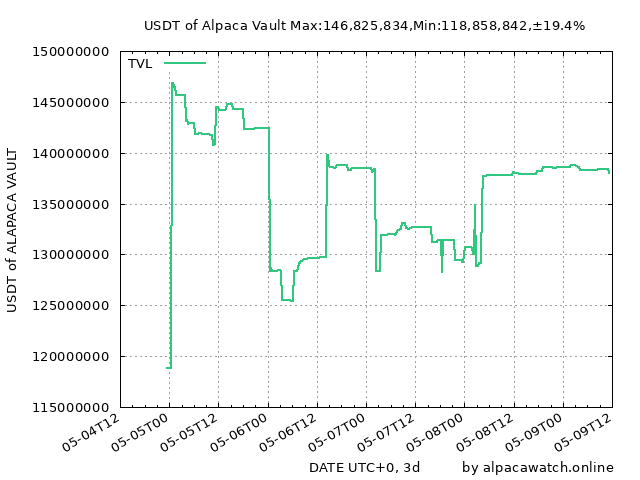 USDT of Alpaca Vault Max:146,825,834,Min:118,858,842,±19.4%
TVL
USDT of ALAPACA VAULT
150000000
145000000
140000000
135000000
130000000
125000000
120000000
115000000
05-04T12
05-05T00
05-05T12
05-06T00
05-06T12
05-07T00
05-07T12
05-08T00
05-08T12
05-09T00
05-09T12
DATE UTC+0, 3d
by alpacawatch.online